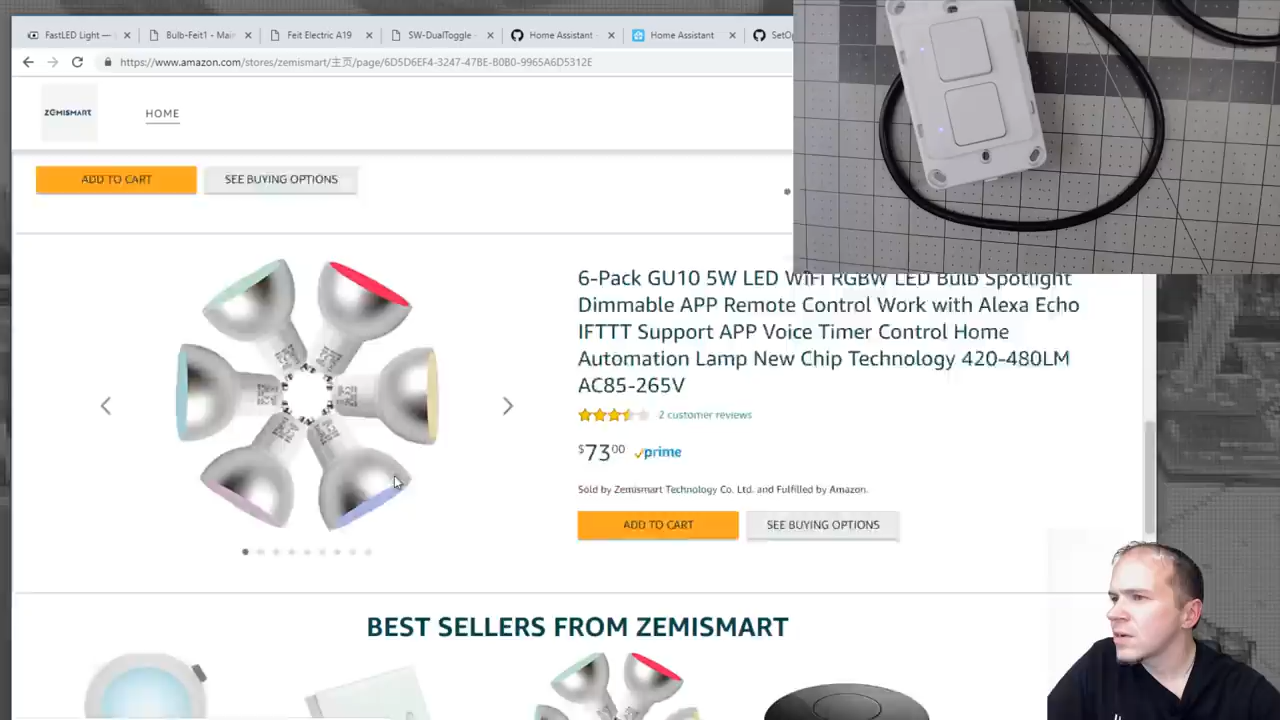 FastLED Light —
Bulb-Feit1 - Main
Feit Electric A19
SW-DualToggle -
Home Assistant
Home Assistant
SetOp
https://www.amazon.com/stores/zemismart/主页/page/6D5D6EF4-3247-47BE-B0B0-9965A6D5312E
ZEMISMART
HOME
ADD TO CART
SEE BUYING OPTIONS
6-Pack GU10 5W LED WiFi RGBW LED Bulb Spotlight
Dimmable APP Remote Control Work with Alexa Echo
IFTTT Support APP Voice Timer Control Home
Automation Lamp New Chip Technology 420-480LM
AC85-265V
2 customer reviews
$7300 prime
Sold by Zemismart Technology Co. Ltd. and Fulfilled by Amazon.
ADD TO CART
SEE BUYING OPTIONS
BEST SELLERS FROM ZEMISMART